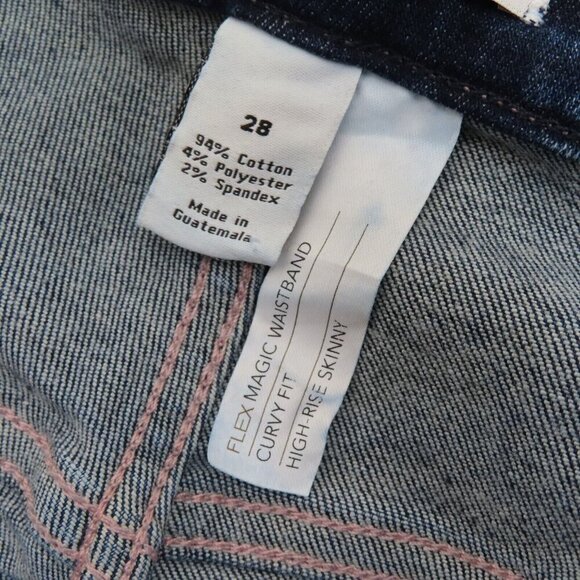 28
94% Cotton
4% Polyester
2% Spandex
Made in
Guatemala
FLEX MAGIC WAISTBAND
CURVY FIT
HIGH-RISE SKINNY